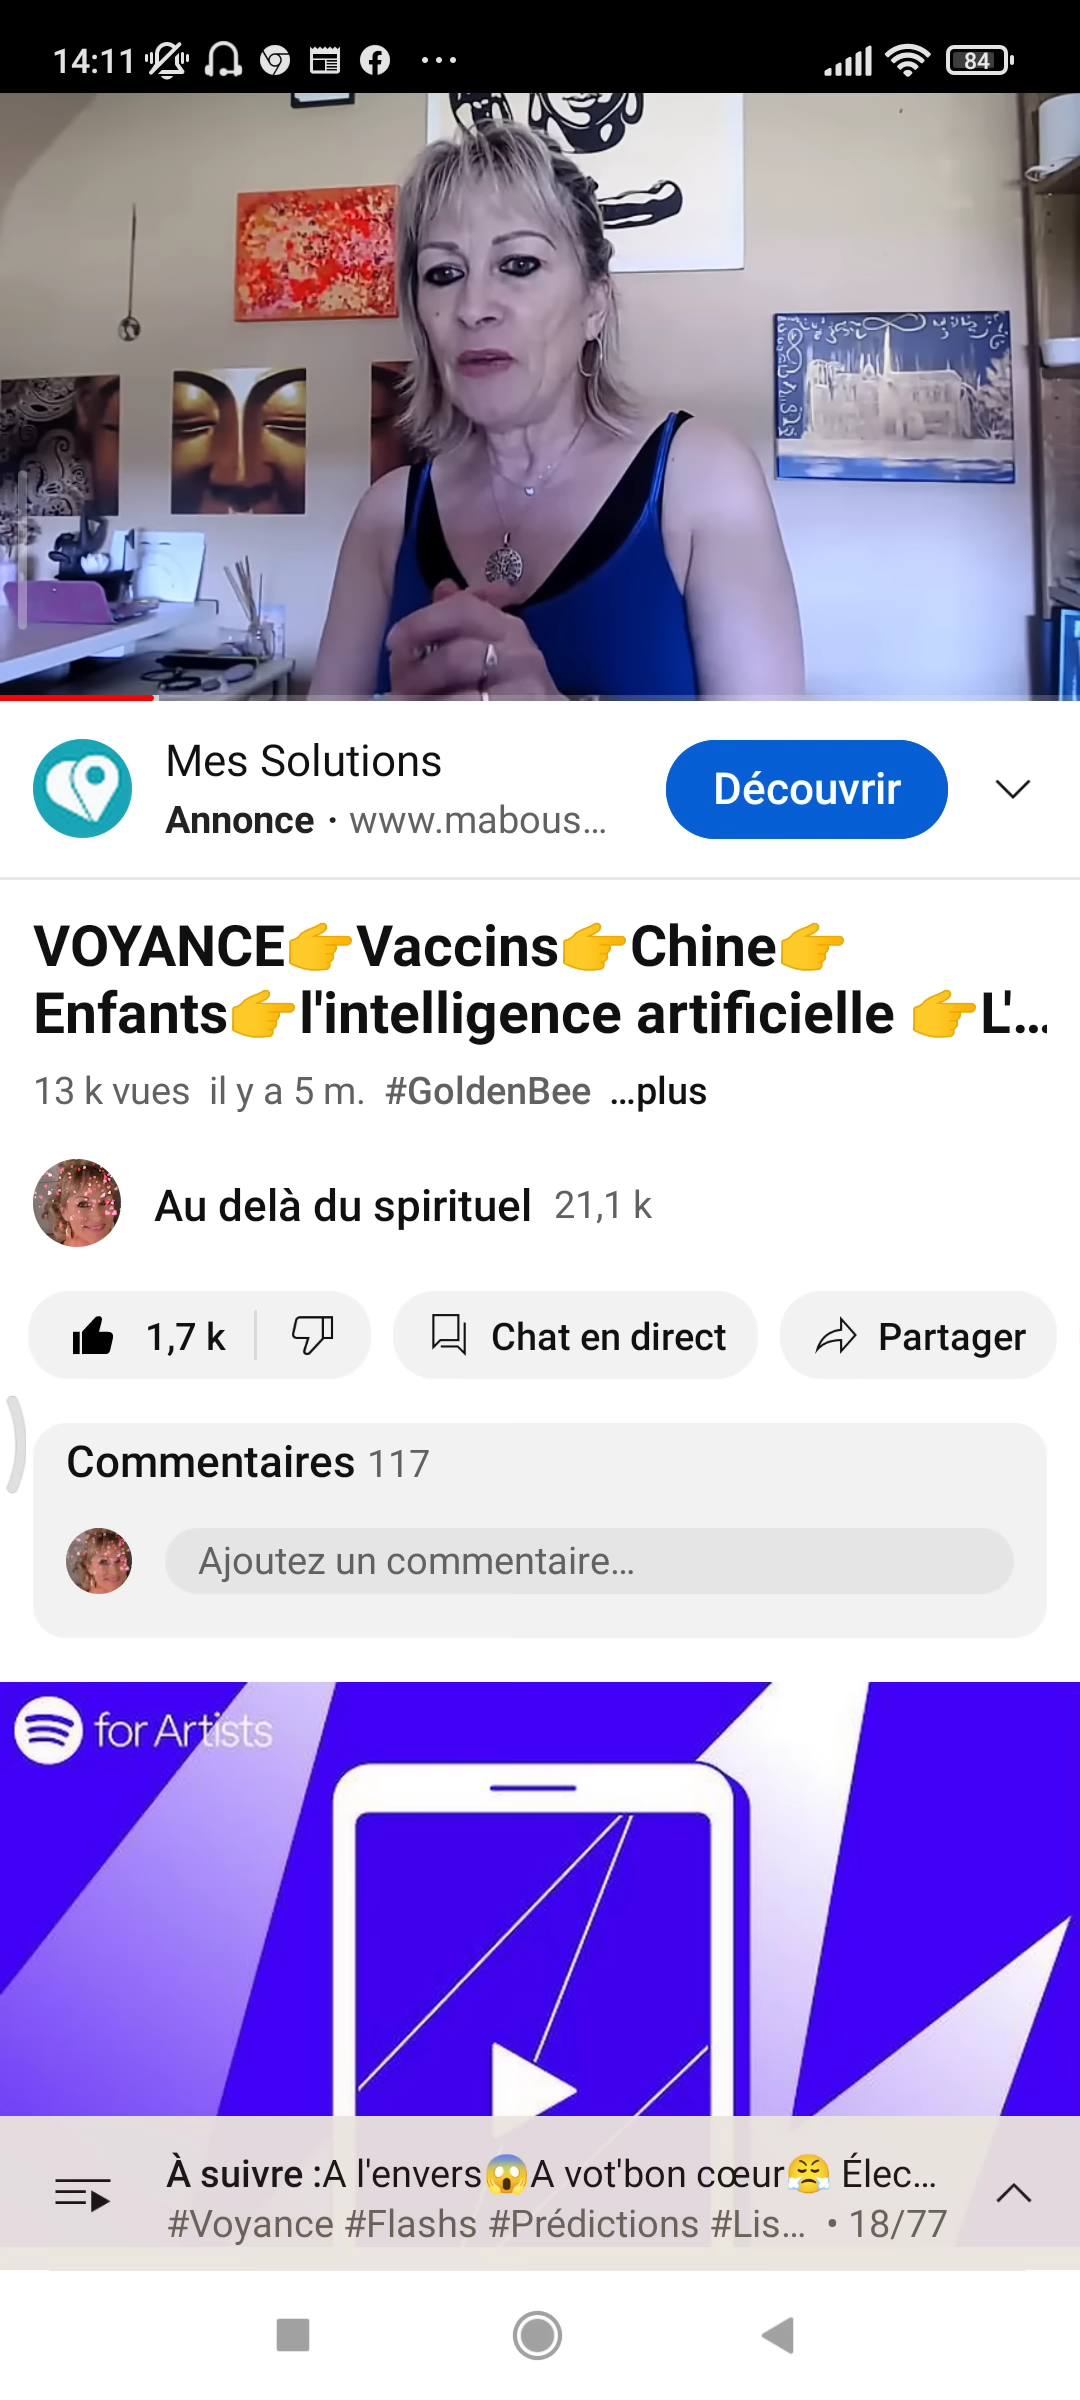 14:11
84
Mes Solutions
Annonce • www.mabous...
Découvrir
VOYANCE👉Vaccins👉Chine👉
Enfants👉l'intelligence artificielle 👉L'...
13 k vues il y a 5 m. #GoldenBee ...plus
Au delà du spirituel 21,1 k
1,7 k
Chat en direct
Partager
Commentaires 117
Ajoutez un commentaire...
for Artists
À suivre :A l'envers😱A vot'bon cœur😤 Élec...
#Voyance #Flashs #Prédictions #Lis... • 18/77